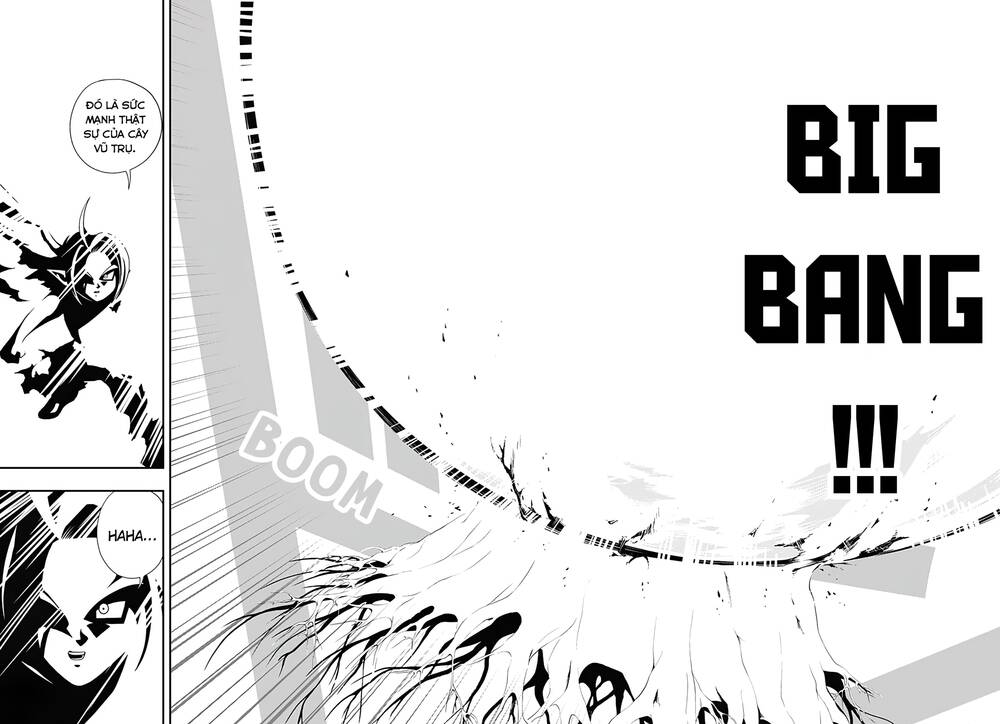 BIG
BANG
!!!
BOOM
ĐÓ LÀ SỨC
MẠNH THẬT
SỰ CỦA CÂY
VŨ TRỤ.
HAHA...